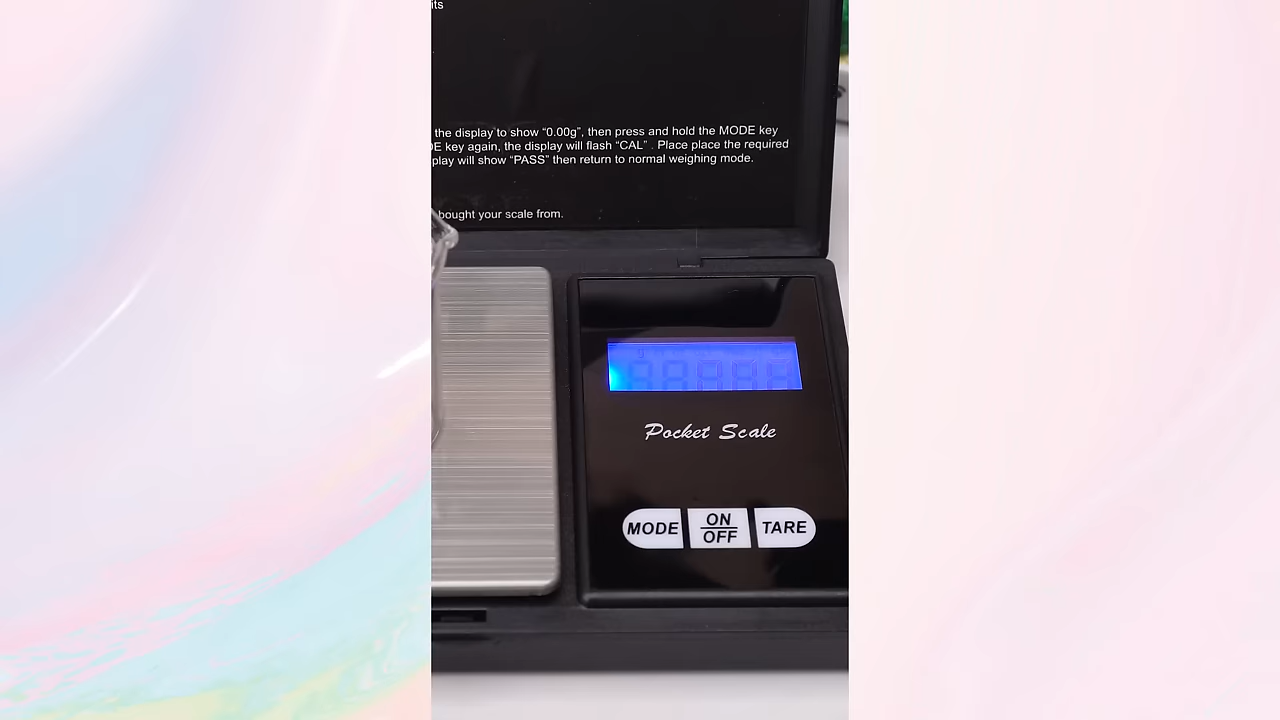 its
the display to show “0.00g”, then press and hold the MODE key
DE key again, the display will flash “CAL” . Place place the required
play will show “PASS” then return to normal weighing mode.
bought your scale from.
g
Pocket Scale
MODE
ON
OFF
TARE